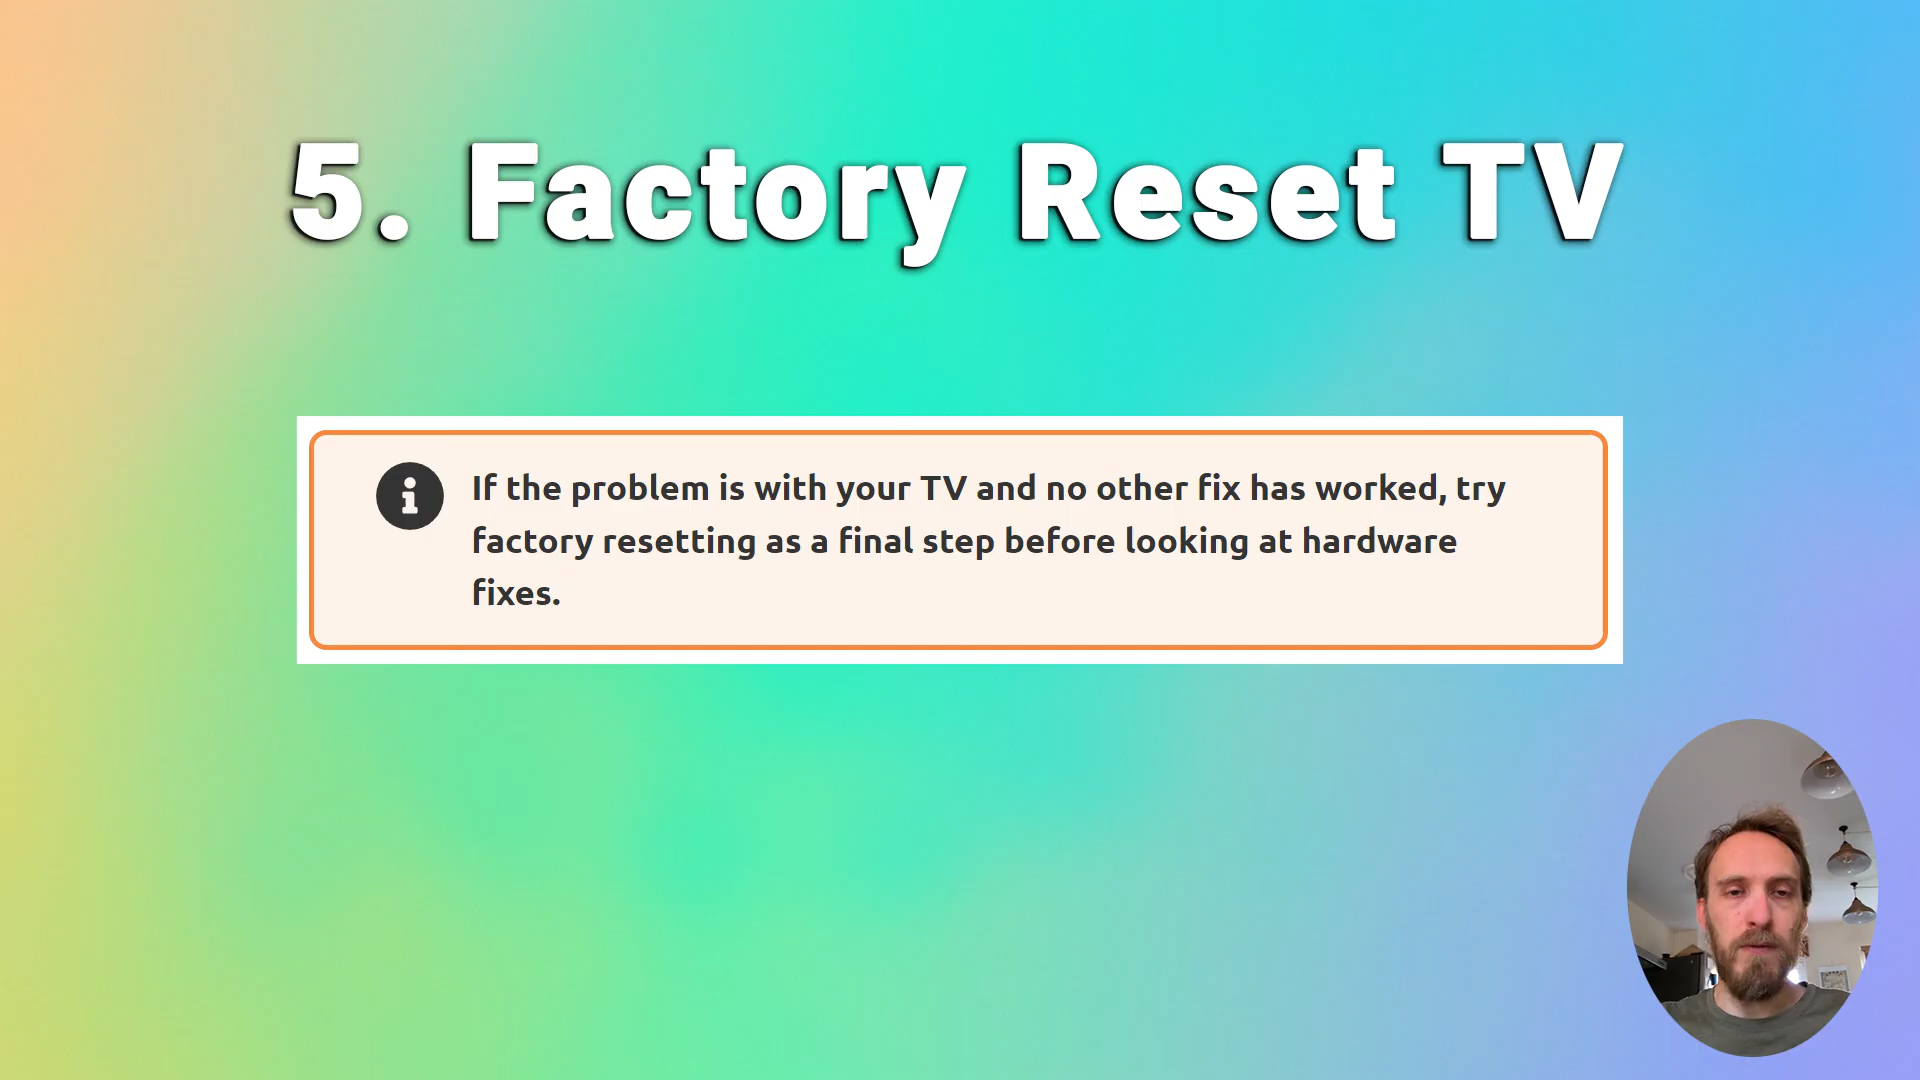 5. Factory Reset TV
If the problem is with your TV and no other fix has worked, try
factory resetting as a final step before looking at hardware
fixes.